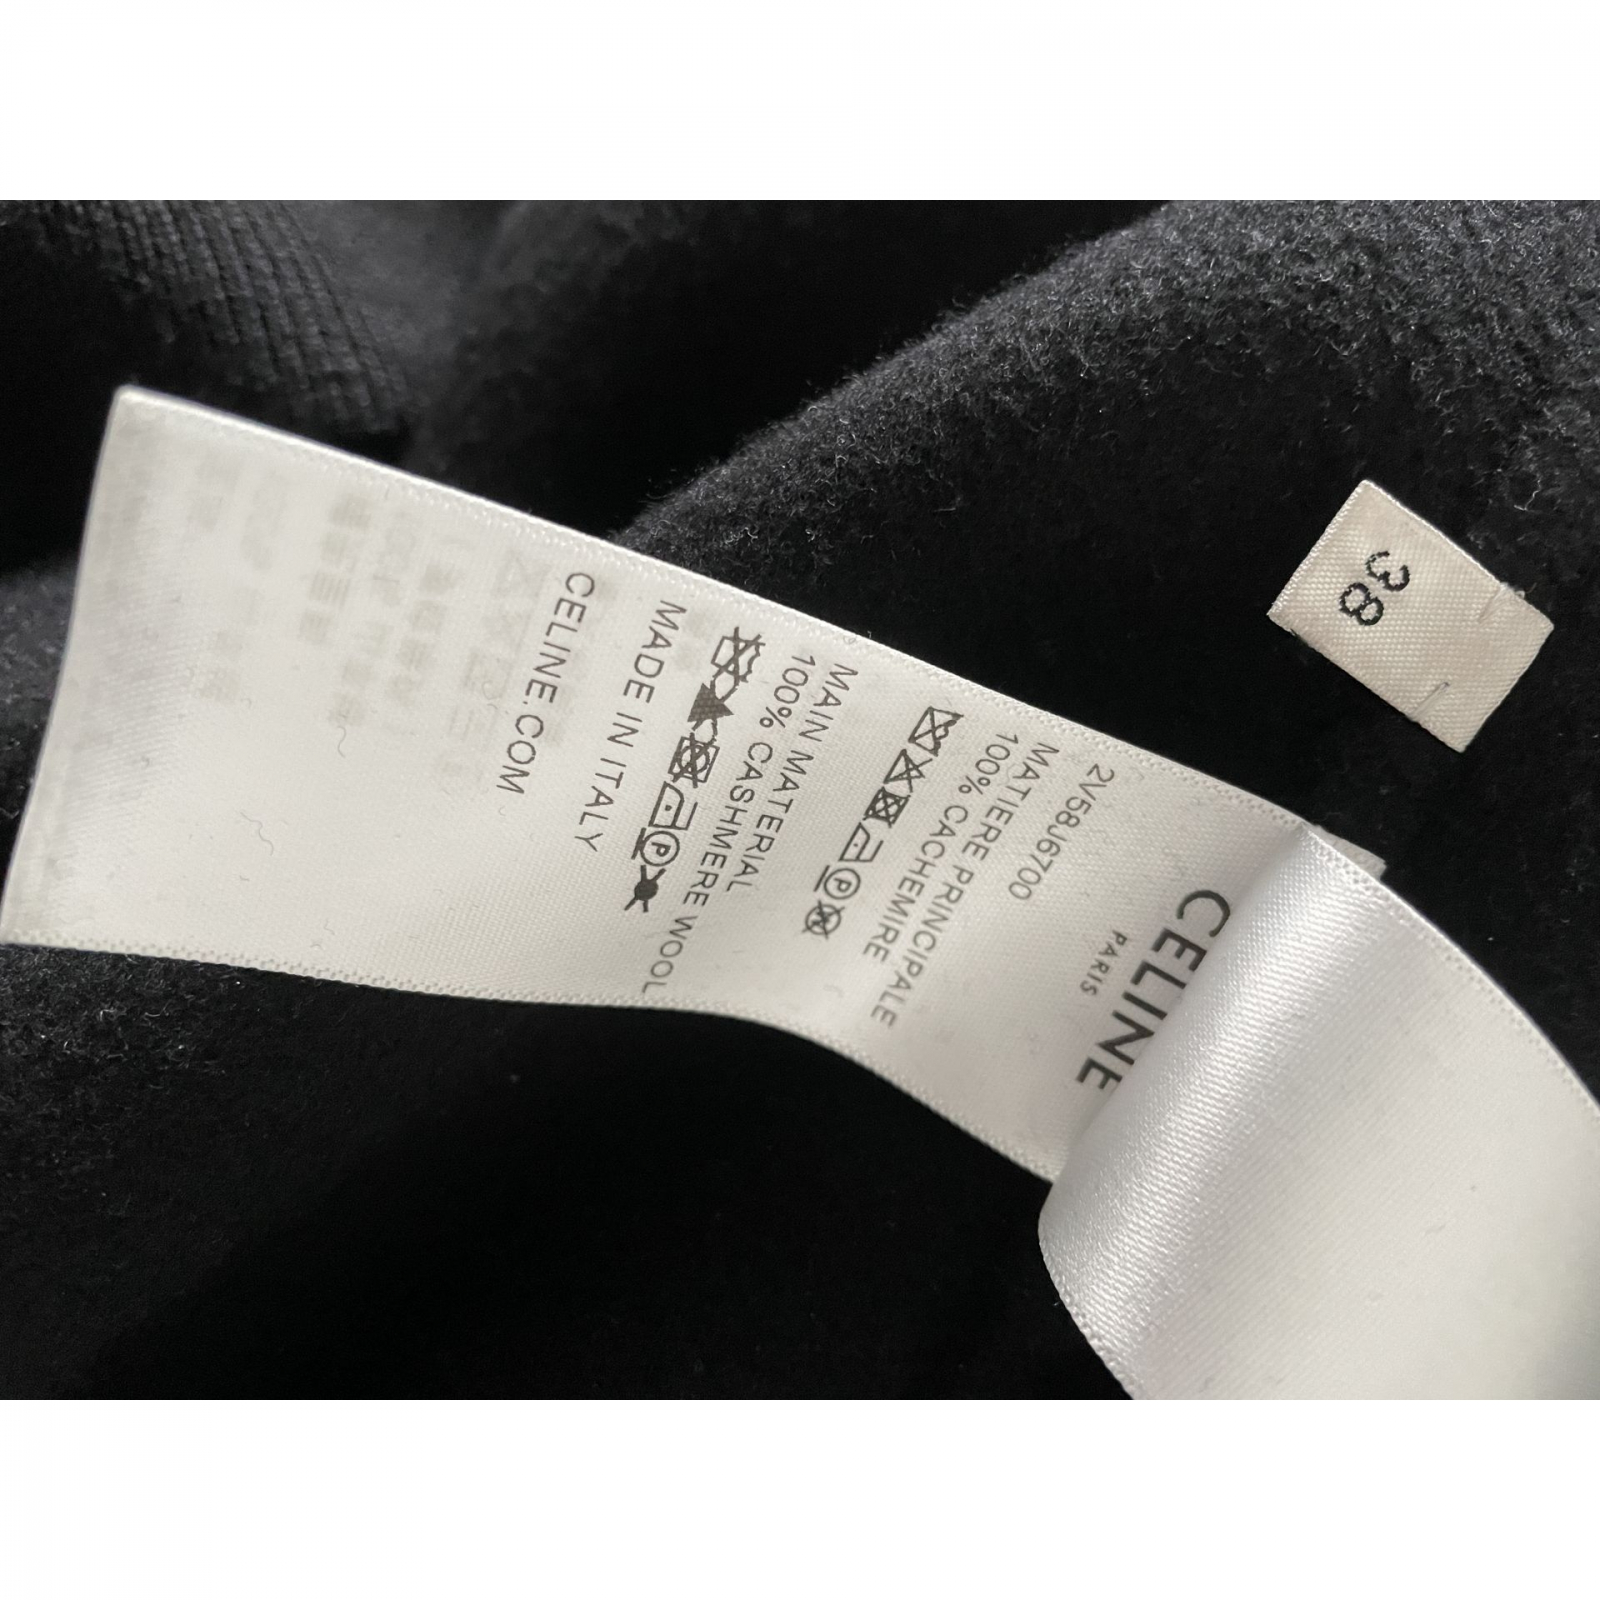 CELINE
PARIS
2V58J6700
MATIERE PRINCIPALE
100% CACHEMIRE
P
MAIN MATERIAL
100% CASHMERE WOOL
P
MADE IN ITALY
CELINE.COM
38